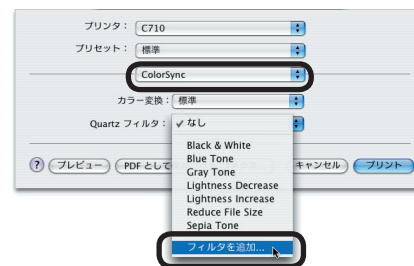 プリンタ： C710
プリセット： 標準
ColorSync
カラー変換： 標準
Quartz フィルタ： ✓ なし
Black & White
Blue Tone
Gray Tone
Lightness Decrease
Lightness Increase
Reduce File Size
Sepia Tone
フィルタを追加...
? プレビュー PDF として キャンセル プリント